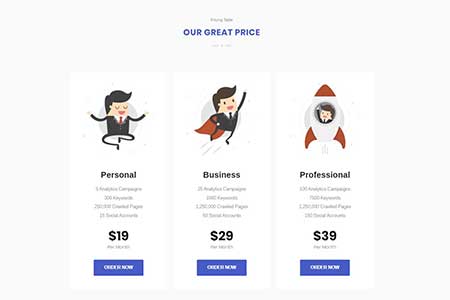 Pricing Table
OUR GREAT PRICE
Personal
5 Analytics Campaigns
300 Keywords
250,000 Crawled Pages
15 Social Accounts
$19
Per Month
ORDER NOW
Business
25 Analytics Campaigns
1900 Keywords
1,250,000 Crawled Pages
50 Social Accounts
$29
Per Month
ORDER NOW
Professional
100 Analytics Campaigns
7500 Keywords
1,250,000 Crawled Pages
150 Social Accounts
$39
Per Month
ORDER NOW